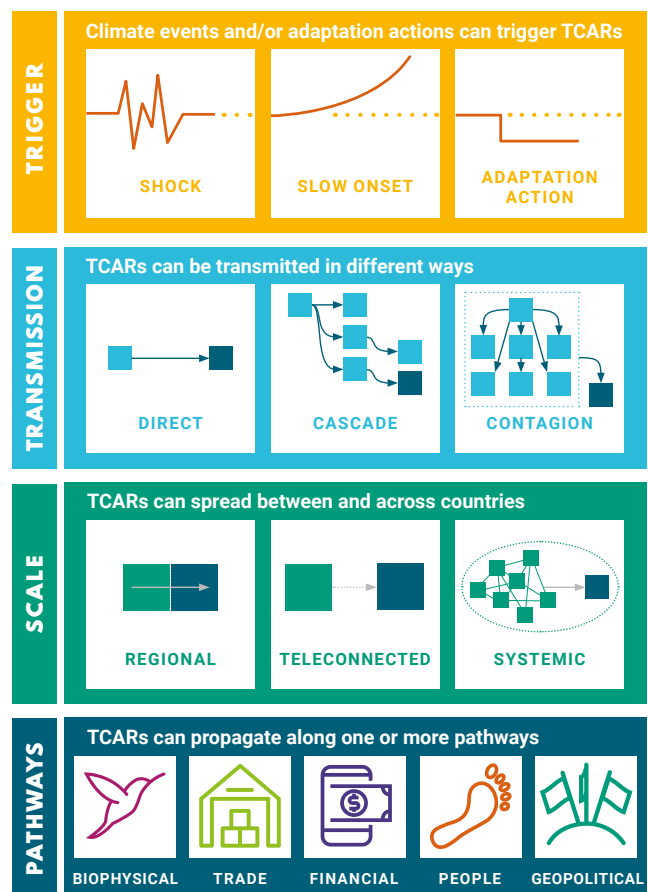 TRIGGER
Climate events and/or adaptation actions can trigger TCARs
SHOCK
SLOW ONSET
ADAPTATION
ACTION
TRANSMISSION
TCARs can be transmitted in different ways
DIRECT
CASCADE
CONTAGION
SCALE
TCARs can spread between and across countries
REGIONAL
TELECONNECTED
SYSTEMIC
PATHWAYS
TCARs can propagate along one or more pathways
$
BIOPHYSICAL
TRADE
FINANCIAL
PEOPLE
GEOPOLITICAL